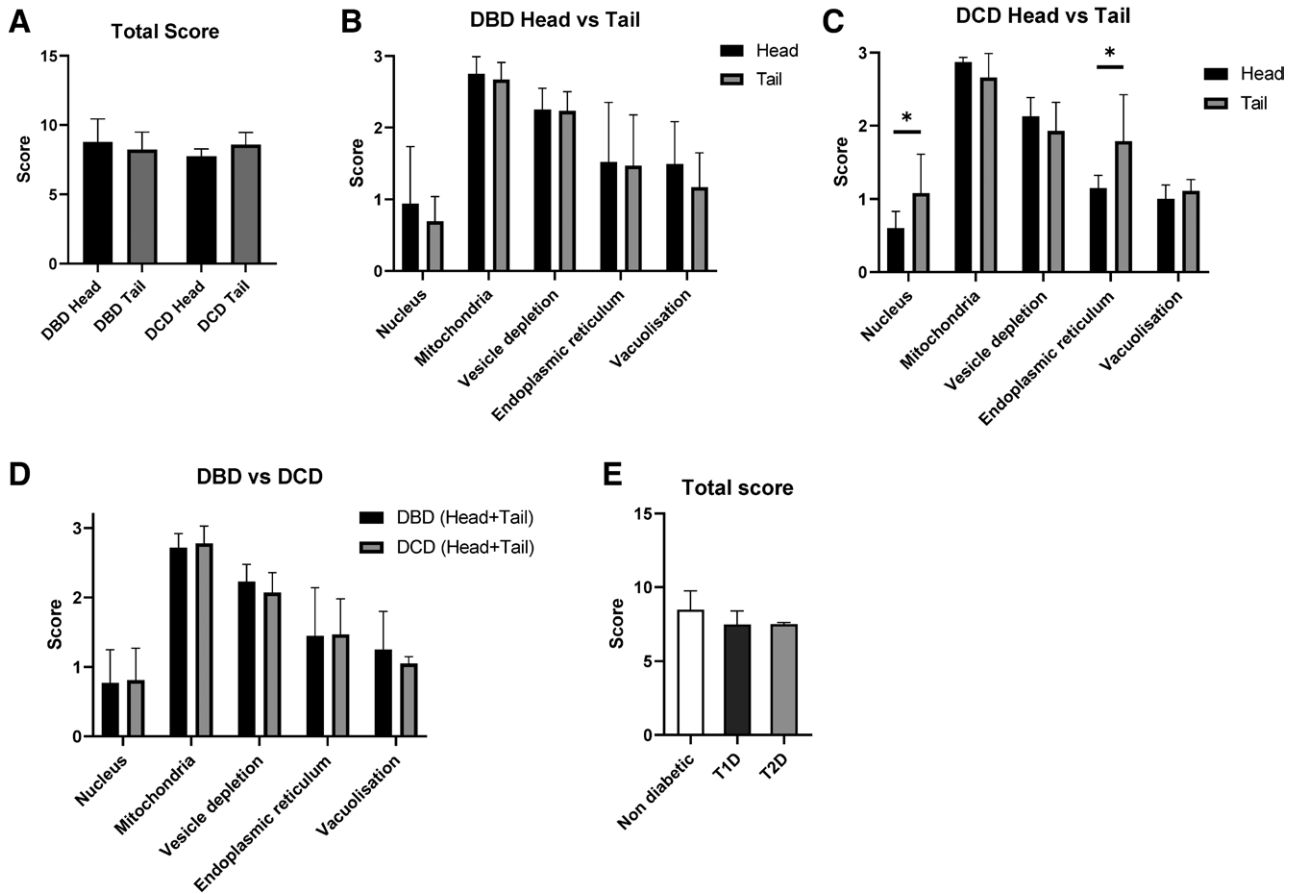 A
Total Score
Score
15
10
5
0
DBD Head
DBD Tail
DCD Head
DCD Tail
B
DBD Head vs Tail
Head
Tail
Score
3
2
1
0
Nucleus
Mitochondria
Vesicle depletion
Endoplasmic reticulum
Vacuolisation
C
DCD Head vs Tail
Head
Tail
Score
3
2
1
0
*
*
Nucleus
Mitochondria
Vesicle depletion
Endoplasmic reticulum
Vacuolisation
D
DBD vs DCD
DBD (Head+Tail)
DCD (Head+Tail)
Score
3
2
1
0
Nucleus
Mitochondria
Vesicle depletion
Endoplasmic reticulum
Vacuolisation
E
Total score
Score
15
10
5
0
Non diabetic
T1D
T2D